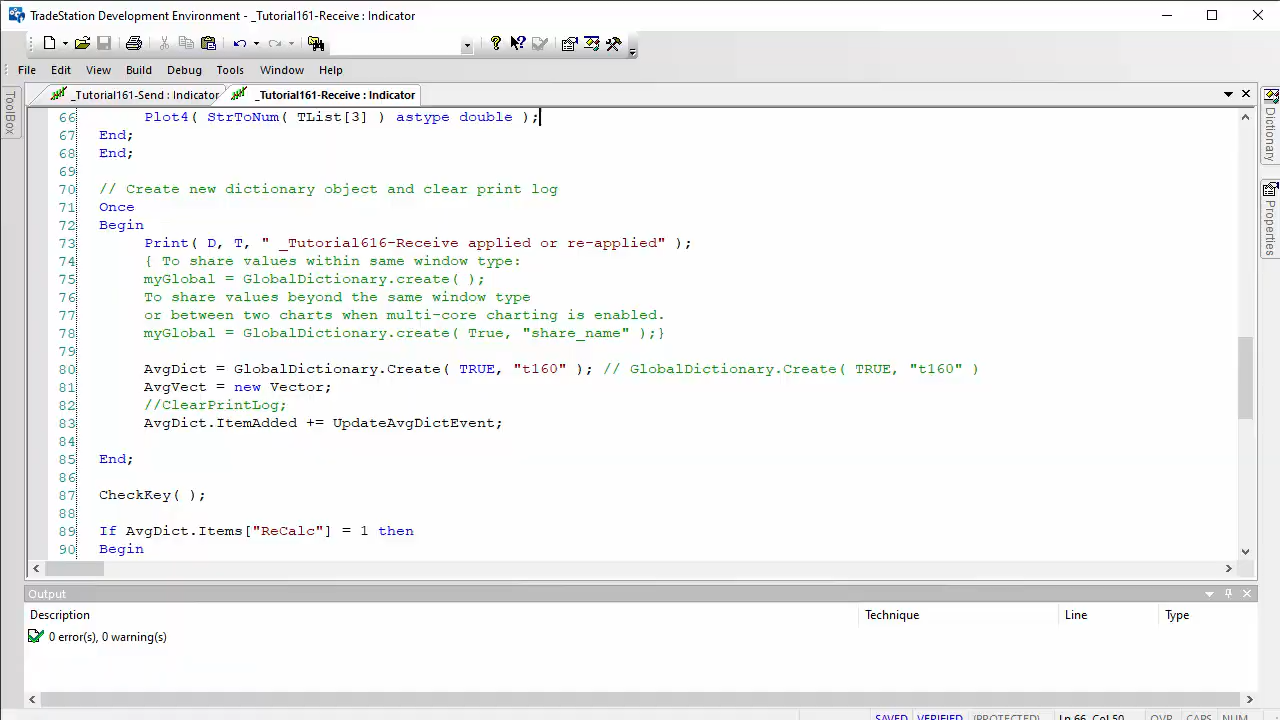 TradeStation Development Environment - _Tutorial161-Receive : Indicator
File Edit View Build Debug Tools Window Help
ToolBox
_Tutorial161-Send : Indicator
_Tutorial161-Receive : Indicator
66 Plot4( StrToNum( TList[3] ) astype double );
67 End;
68 End;
69
70 // Create new dictionary object and clear print log
71 Once
72 Begin
73 Print( D, T, " _Tutorial616-Receive applied or re-applied" );
74 { To share values within same window type:
75 myGlobal = GlobalDictionary.create( );
76 To share values beyond the same window type
77 or between two charts when multi-core charting is enabled.
78 myGlobal = GlobalDictionary.create( True, "share_name" );}
79
80 AvgDict = GlobalDictionary.Create( TRUE, "t160" ); // GlobalDictionary.Create( TRUE, "t160" )
81 AvgVect = new Vector;
82 //ClearPrintLog;
83 AvgDict.ItemAdded += UpdateAvgDictEvent;
84
85 End;
86
87 CheckKey( );
88
89 If AvgDict.Items["ReCalc"] = 1 then
90 Begin
Dictionary
Properties
Output
Description Technique Line Type
0 error(s), 0 warning(s)
SAVED VERIFIED (PROTECTED) Ln 66, Col 50 OVR CAPS NUM